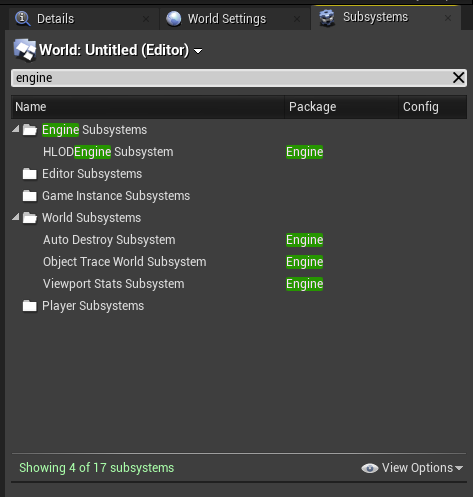 Details
World Settings
Subsystems
World: Untitled (Editor)
engine
Name Package Config
Engine Subsystems
HLODEngine Subsystem Engine
Editor Subsystems
Game Instance Subsystems
World Subsystems
Auto Destroy Subsystem Engine
Object Trace World Subsystem Engine
Viewport Stats Subsystem Engine
Player Subsystems
Showing 4 of 17 subsystems View Options